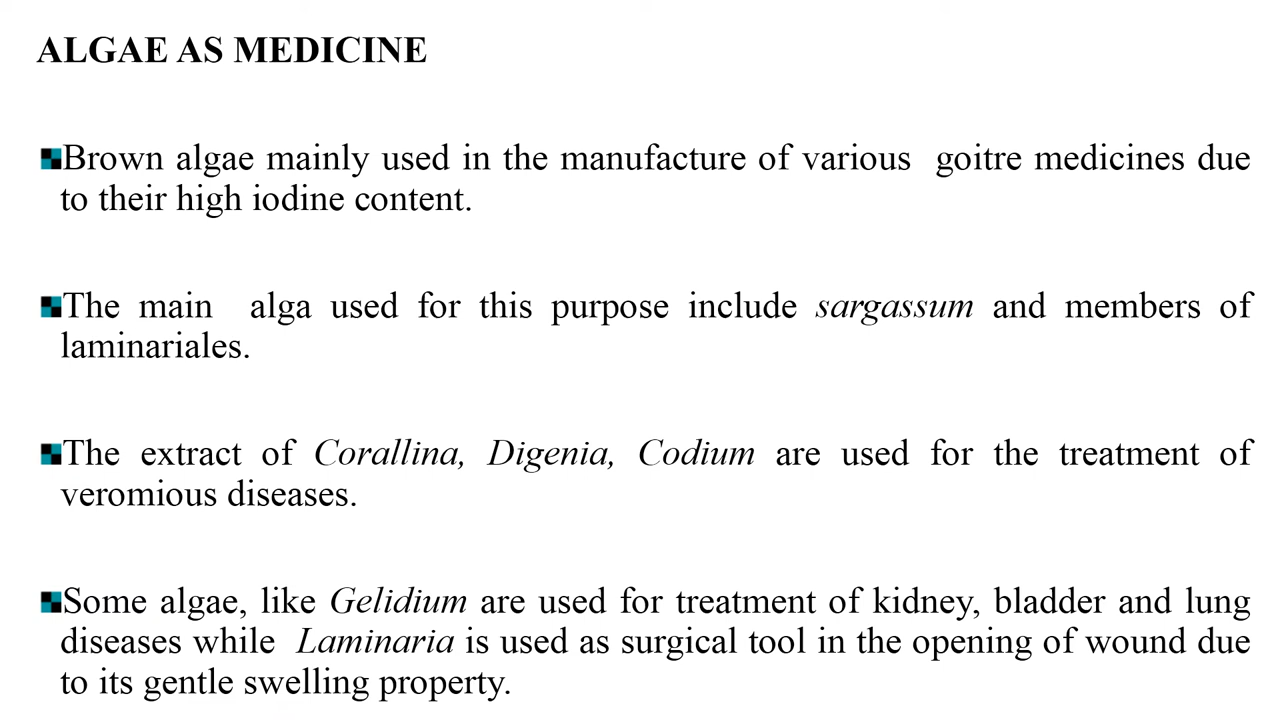 ALGAE AS MEDICINE
Brown algae mainly used in the manufacture of various goitre medicines due
to their high iodine content.
The main alga used for this purpose include sargassum and members of
laminariales.
The extract of Corallina, Digenia, Codium are used for the treatment of
veromious diseases.
Some algae, like Gelidium are used for treatment of kidney, bladder and lung
diseases while Laminaria is used as surgical tool in the opening of wound due
to its gentle swelling property.